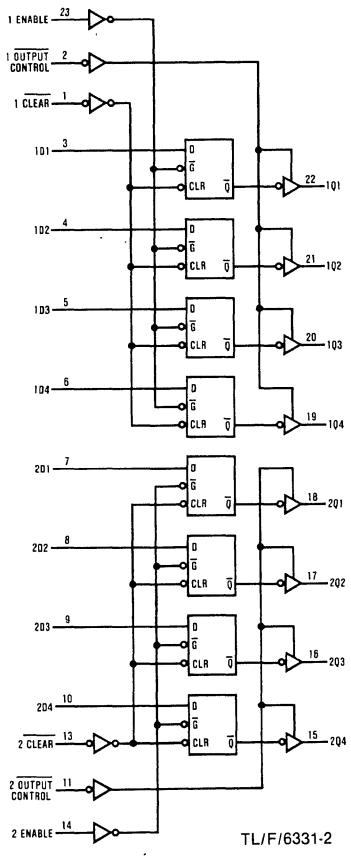 1 ENABLE 23
1 OUTPUT CONTROL 2
1 CLEAR 1
1D1 3 D
G
CLR Q 22 1Q1
1D2 4 D
G
CLR Q 21 1Q2
1D3 5 D
G
CLR Q 20 1Q3
1D4 6 D
G
CLR Q 19 1Q4
2D1 7 D
G
CLR Q 18 2Q1
2D2 8 D
G
CLR Q 17 2Q2
2D3 9 D
G
CLR Q 16 2Q3
2D4 10 D
G
2 CLEAR 13 CLR Q 15 2Q4
2 OUTPUT CONTROL 11
2 ENABLE 14
TL/F/6331-2